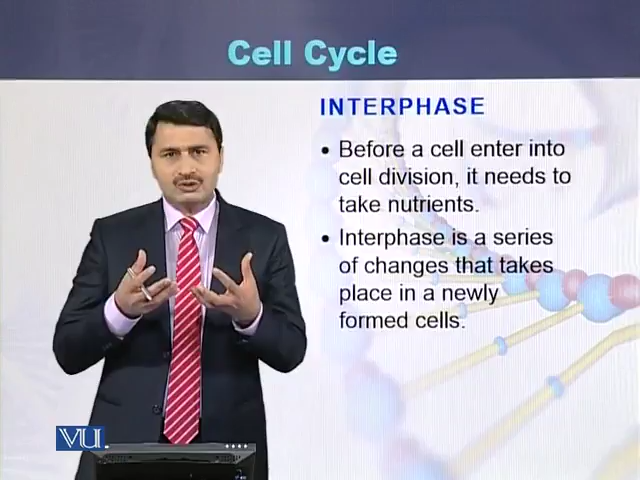 Cell Cycle
INTERPHASE
• Before a cell enter into
cell division, it needs to
take nutrients.
• Interphase is a series
of changes that takes
place in a newly
formed cells.
VU.